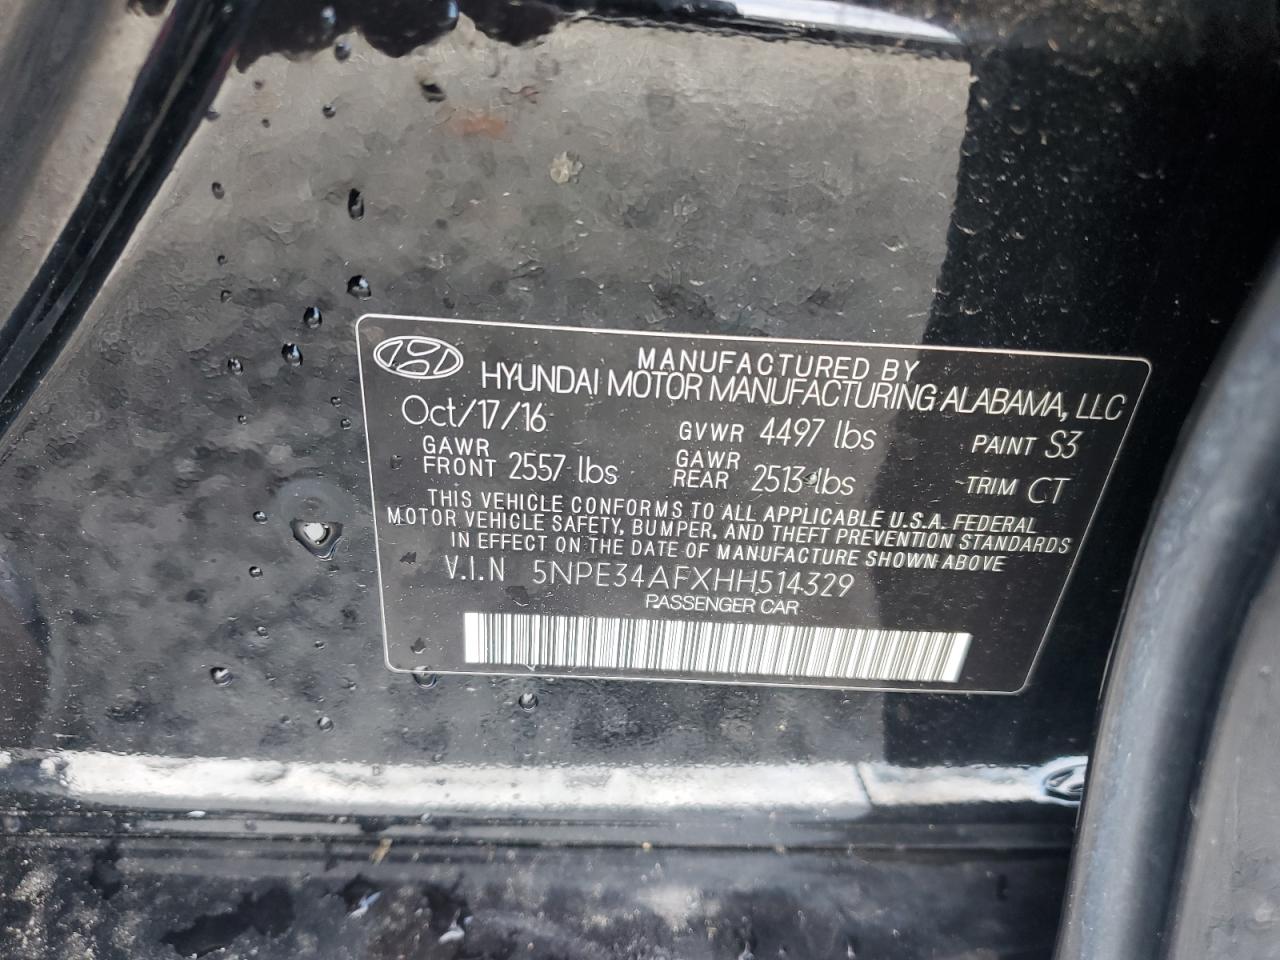 MANUFACTURED BY
HYUNDAI MOTOR MANUFACTURING ALABAMA, LLC
Oct/17/16 GVWR 4497 lbs PAINT S3
GAWR FRONT 2557 lbs GAWR REAR 2513 lbs TRIM CT
THIS VEHICLE CONFORMS TO ALL APPLICABLE U.S.A. FEDERAL
MOTOR VEHICLE SAFETY, BUMPER, AND THEFT PREVENTION STANDARDS
IN EFFECT ON THE DATE OF MANUFACTURE SHOWN ABOVE
V.I.N 5NPE34AFXHH514329
PASSENGER CAR